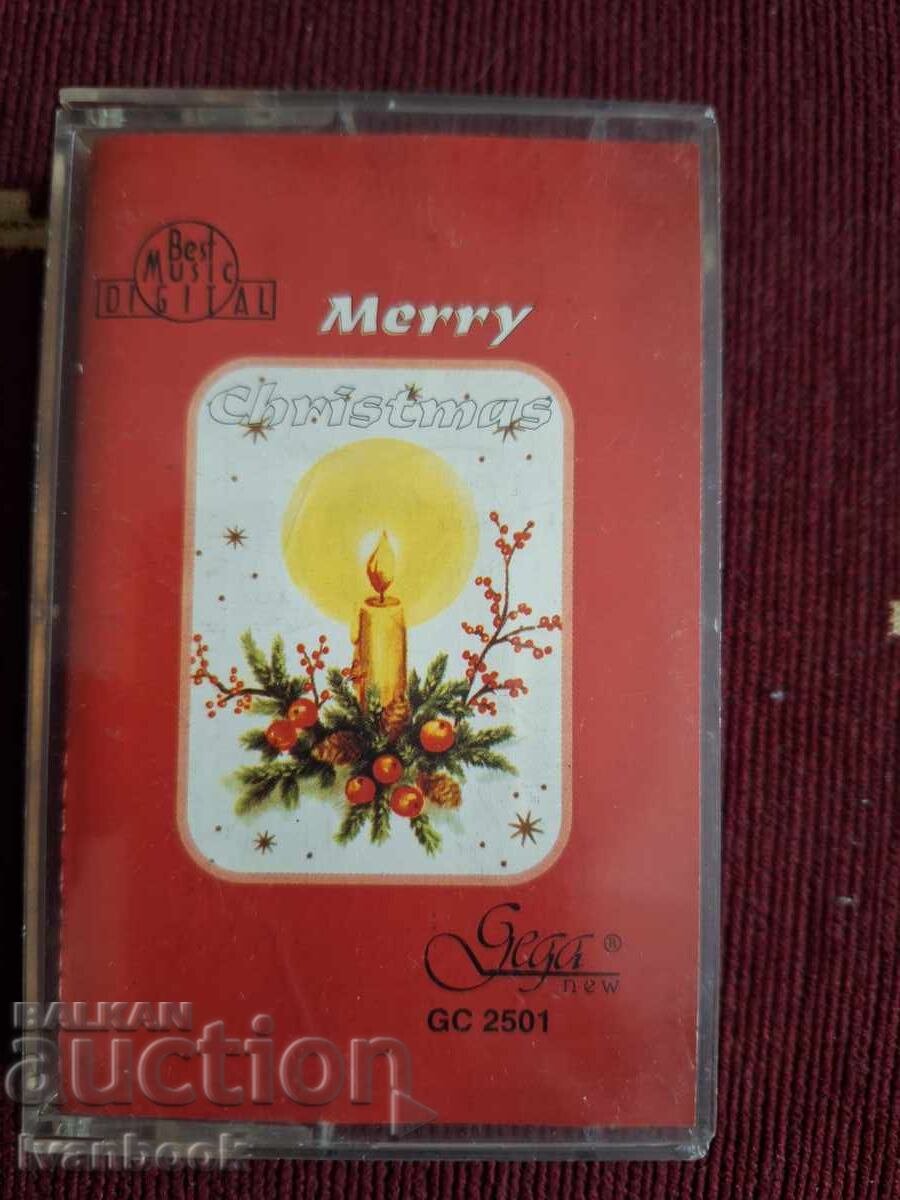 Best
Music
DIGITAL
Merry
Christmas
Gega ®
new
GC 2501
BALKAN
auction
Ivanbook